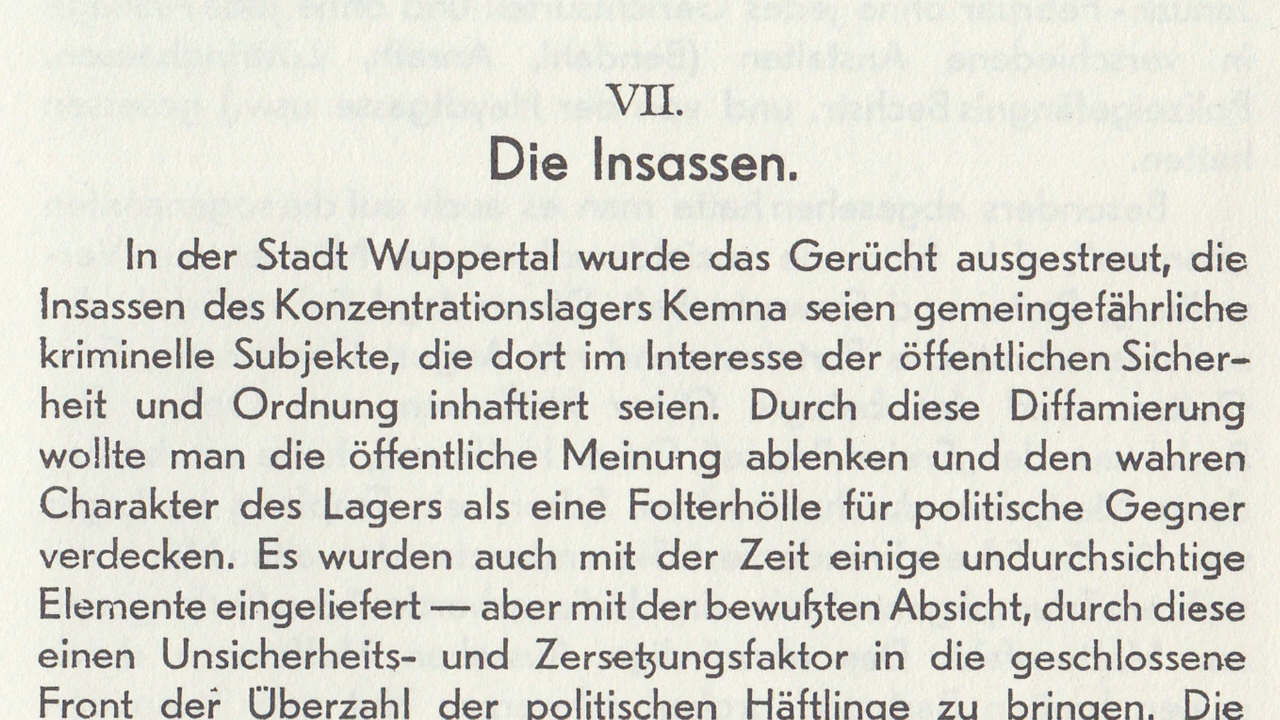 VII.
Die Insassen.
In der Stadt Wuppertal wurde das Gerücht ausgestreut, die
Insassen des Konzentrationslagers Kemna seien gemeingefährliche
kriminelle Subjekte, die dort im Interesse der öffentlichen Sicher-
heit und Ordnung inhaftiert seien. Durch diese Diffamierung
wollte man die öffentliche Meinung ablenken und den wahren
Charakter des Lagers als eine Folterhölle für politische Gegner
verdecken. Es wurden auch mit der Zeit einige undurchsichtige
Elemente eingeliefert — aber mit der bewußten Absicht, durch diese
einen Unsicherheits- und Zersetzungsfaktor in die geschlossene
Front der Überzahl der politischen Häftlinge zu bringen. Die